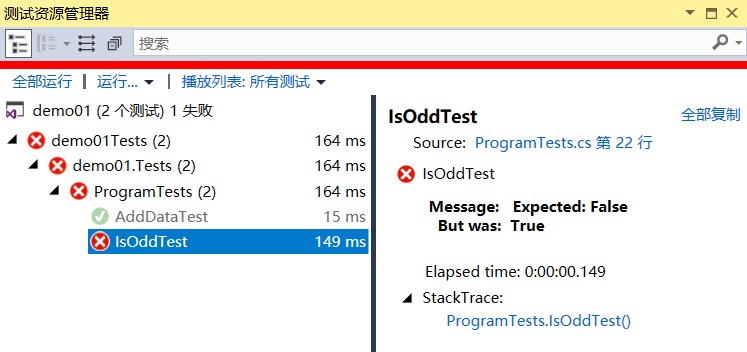 测试资源管理器
搜索
全部运行 | 运行... | 播放列表: 所有测试
demo01 (2 个测试) 1 失败
demo01Tests (2) 164 ms
demo01.Tests (2) 164 ms
ProgramTests (2) 164 ms
AddDataTest 15 ms
IsOddTest 149 ms
IsOddTest 全部复制
Source: ProgramTests.cs 第 22 行
IsOddTest
Message: Expected: False
But was: True
Elapsed time: 0:00:00.149
StackTrace:
ProgramTests.IsOddTest()